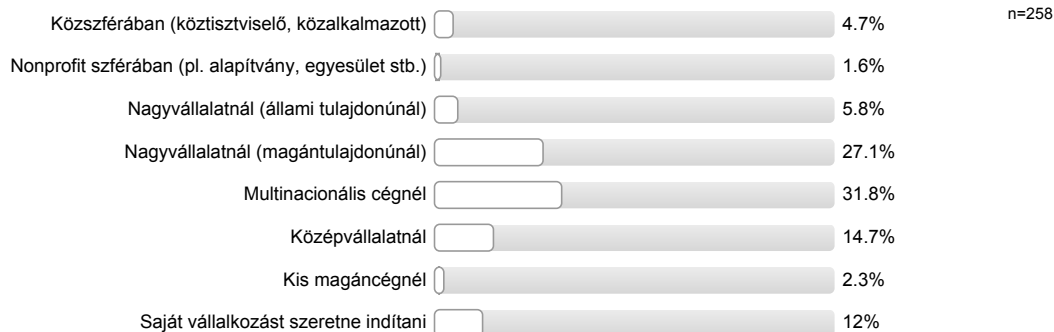 Közszférában (köztisztviselő, közalkalmazott) 4.7% n=258
Nonprofit szférában (pl. alapítvány, egyesület stb.) 1.6%
Nagyvállalatnál (állami tulajdonúnál) 5.8%
Nagyvállalatnál (magántulajdonúnál) 27.1%
Multinacionális cégnél 31.8%
Középvállalatnál 14.7%
Kis magáncégnél 2.3%
Saját vállalkozást szeretne indítani 12%